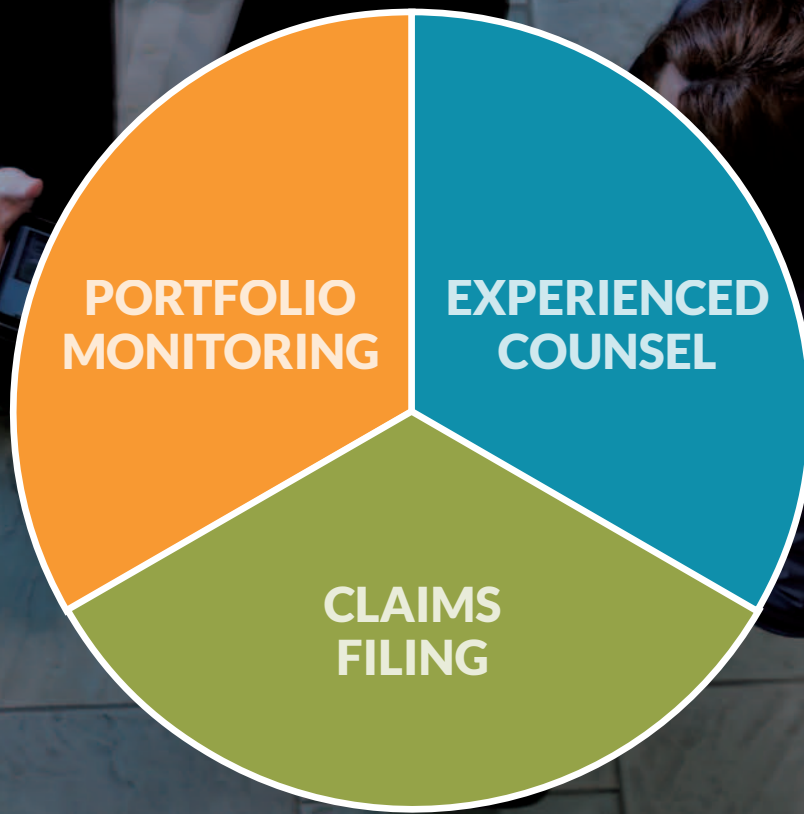 PORTFOLIO
MONITORING
EXPERIENCED
COUNSEL
CLAIMS
FILING